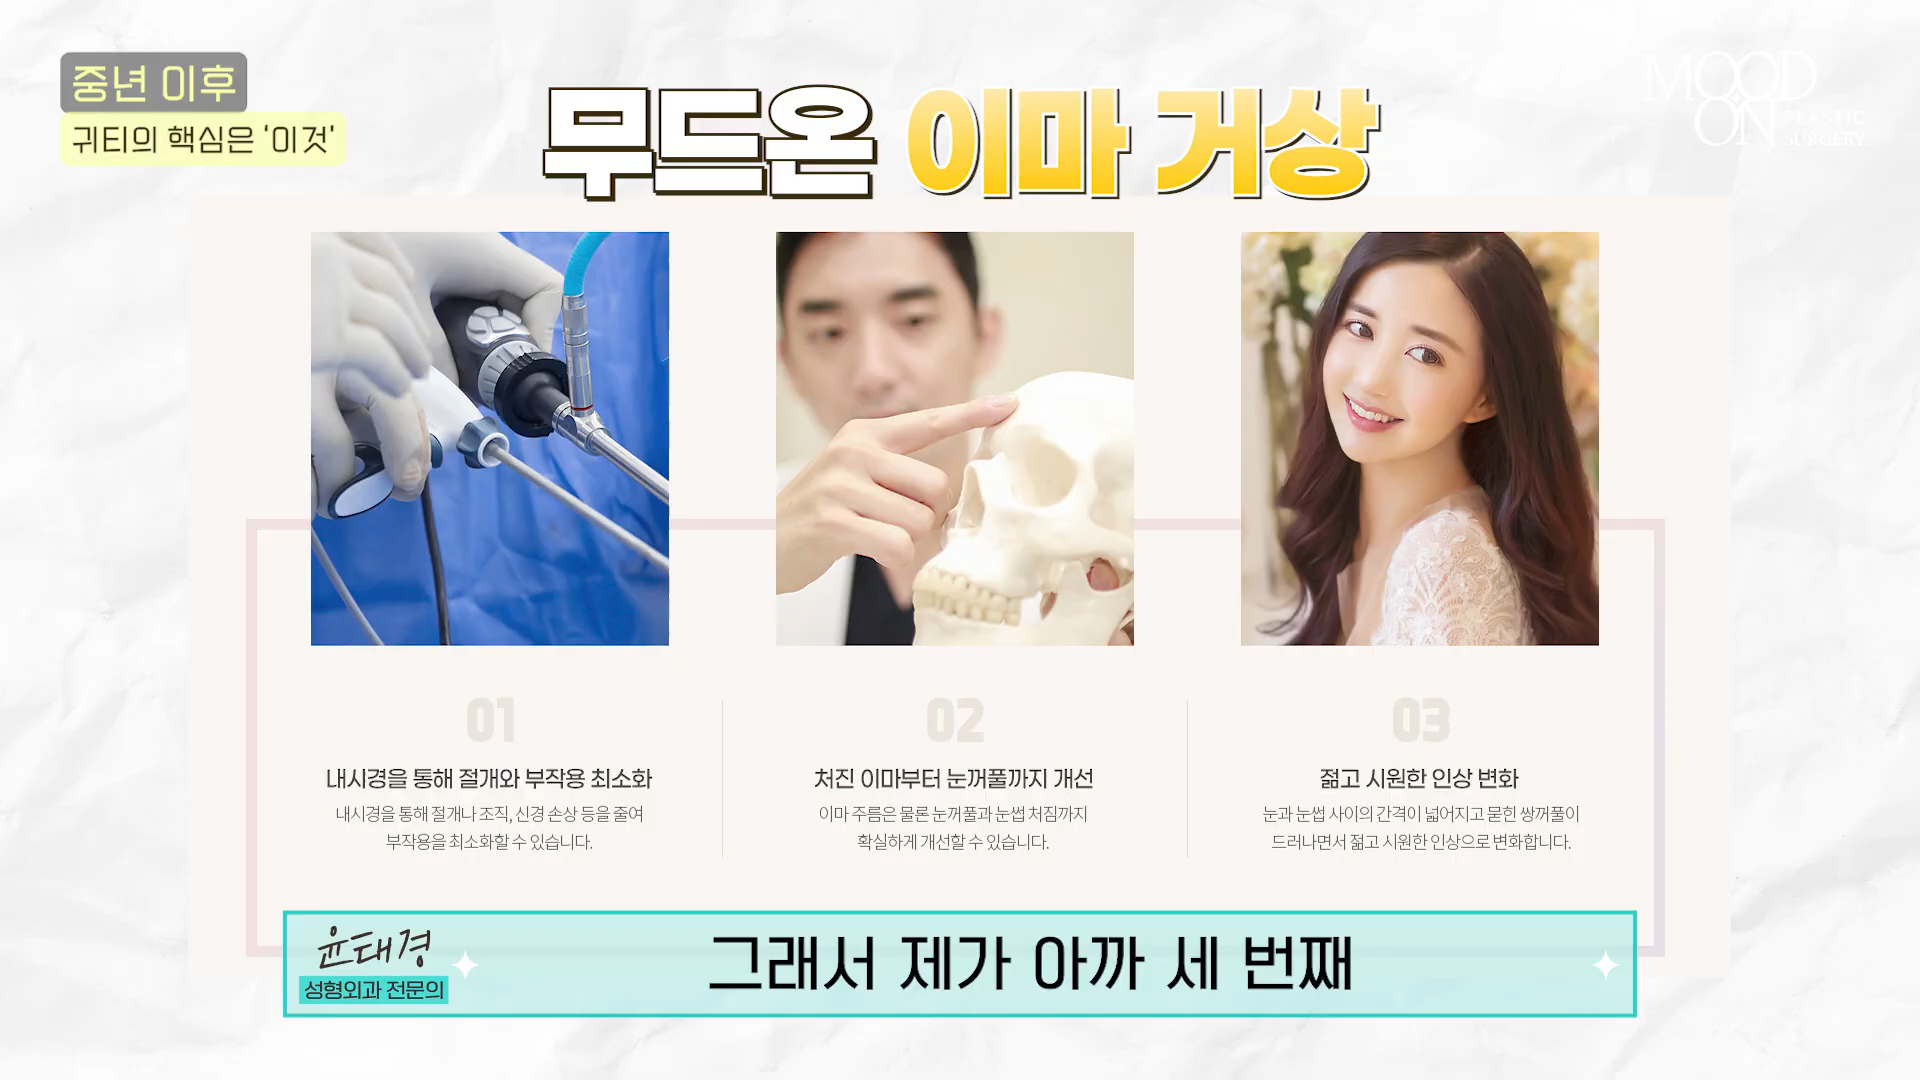 중년 이후
귀티의 핵심은 '이것'
무드온 이마 거상
MOOD
ON PLASTIC
SURGERY
01
내시경을 통해 절개와 부작용 최소화
내시경을 통해 절개나 조직, 신경 손상 등을 줄여
부작용을 최소화할 수 있습니다.
02
처진 이마부터 눈꺼풀까지 개선
이마 주름은 물론 눈꺼풀과 눈썹 처짐까지
확실하게 개선할 수 있습니다.
03
젊고 시원한 인상 변화
눈과 눈썹 사이의 간격이 넓어지고 묻힌 쌍꺼풀이
드러나면서 젊고 시원한 인상으로 변화합니다.
윤태경
성형외과 전문의
그래서 제가 아까 세 번째